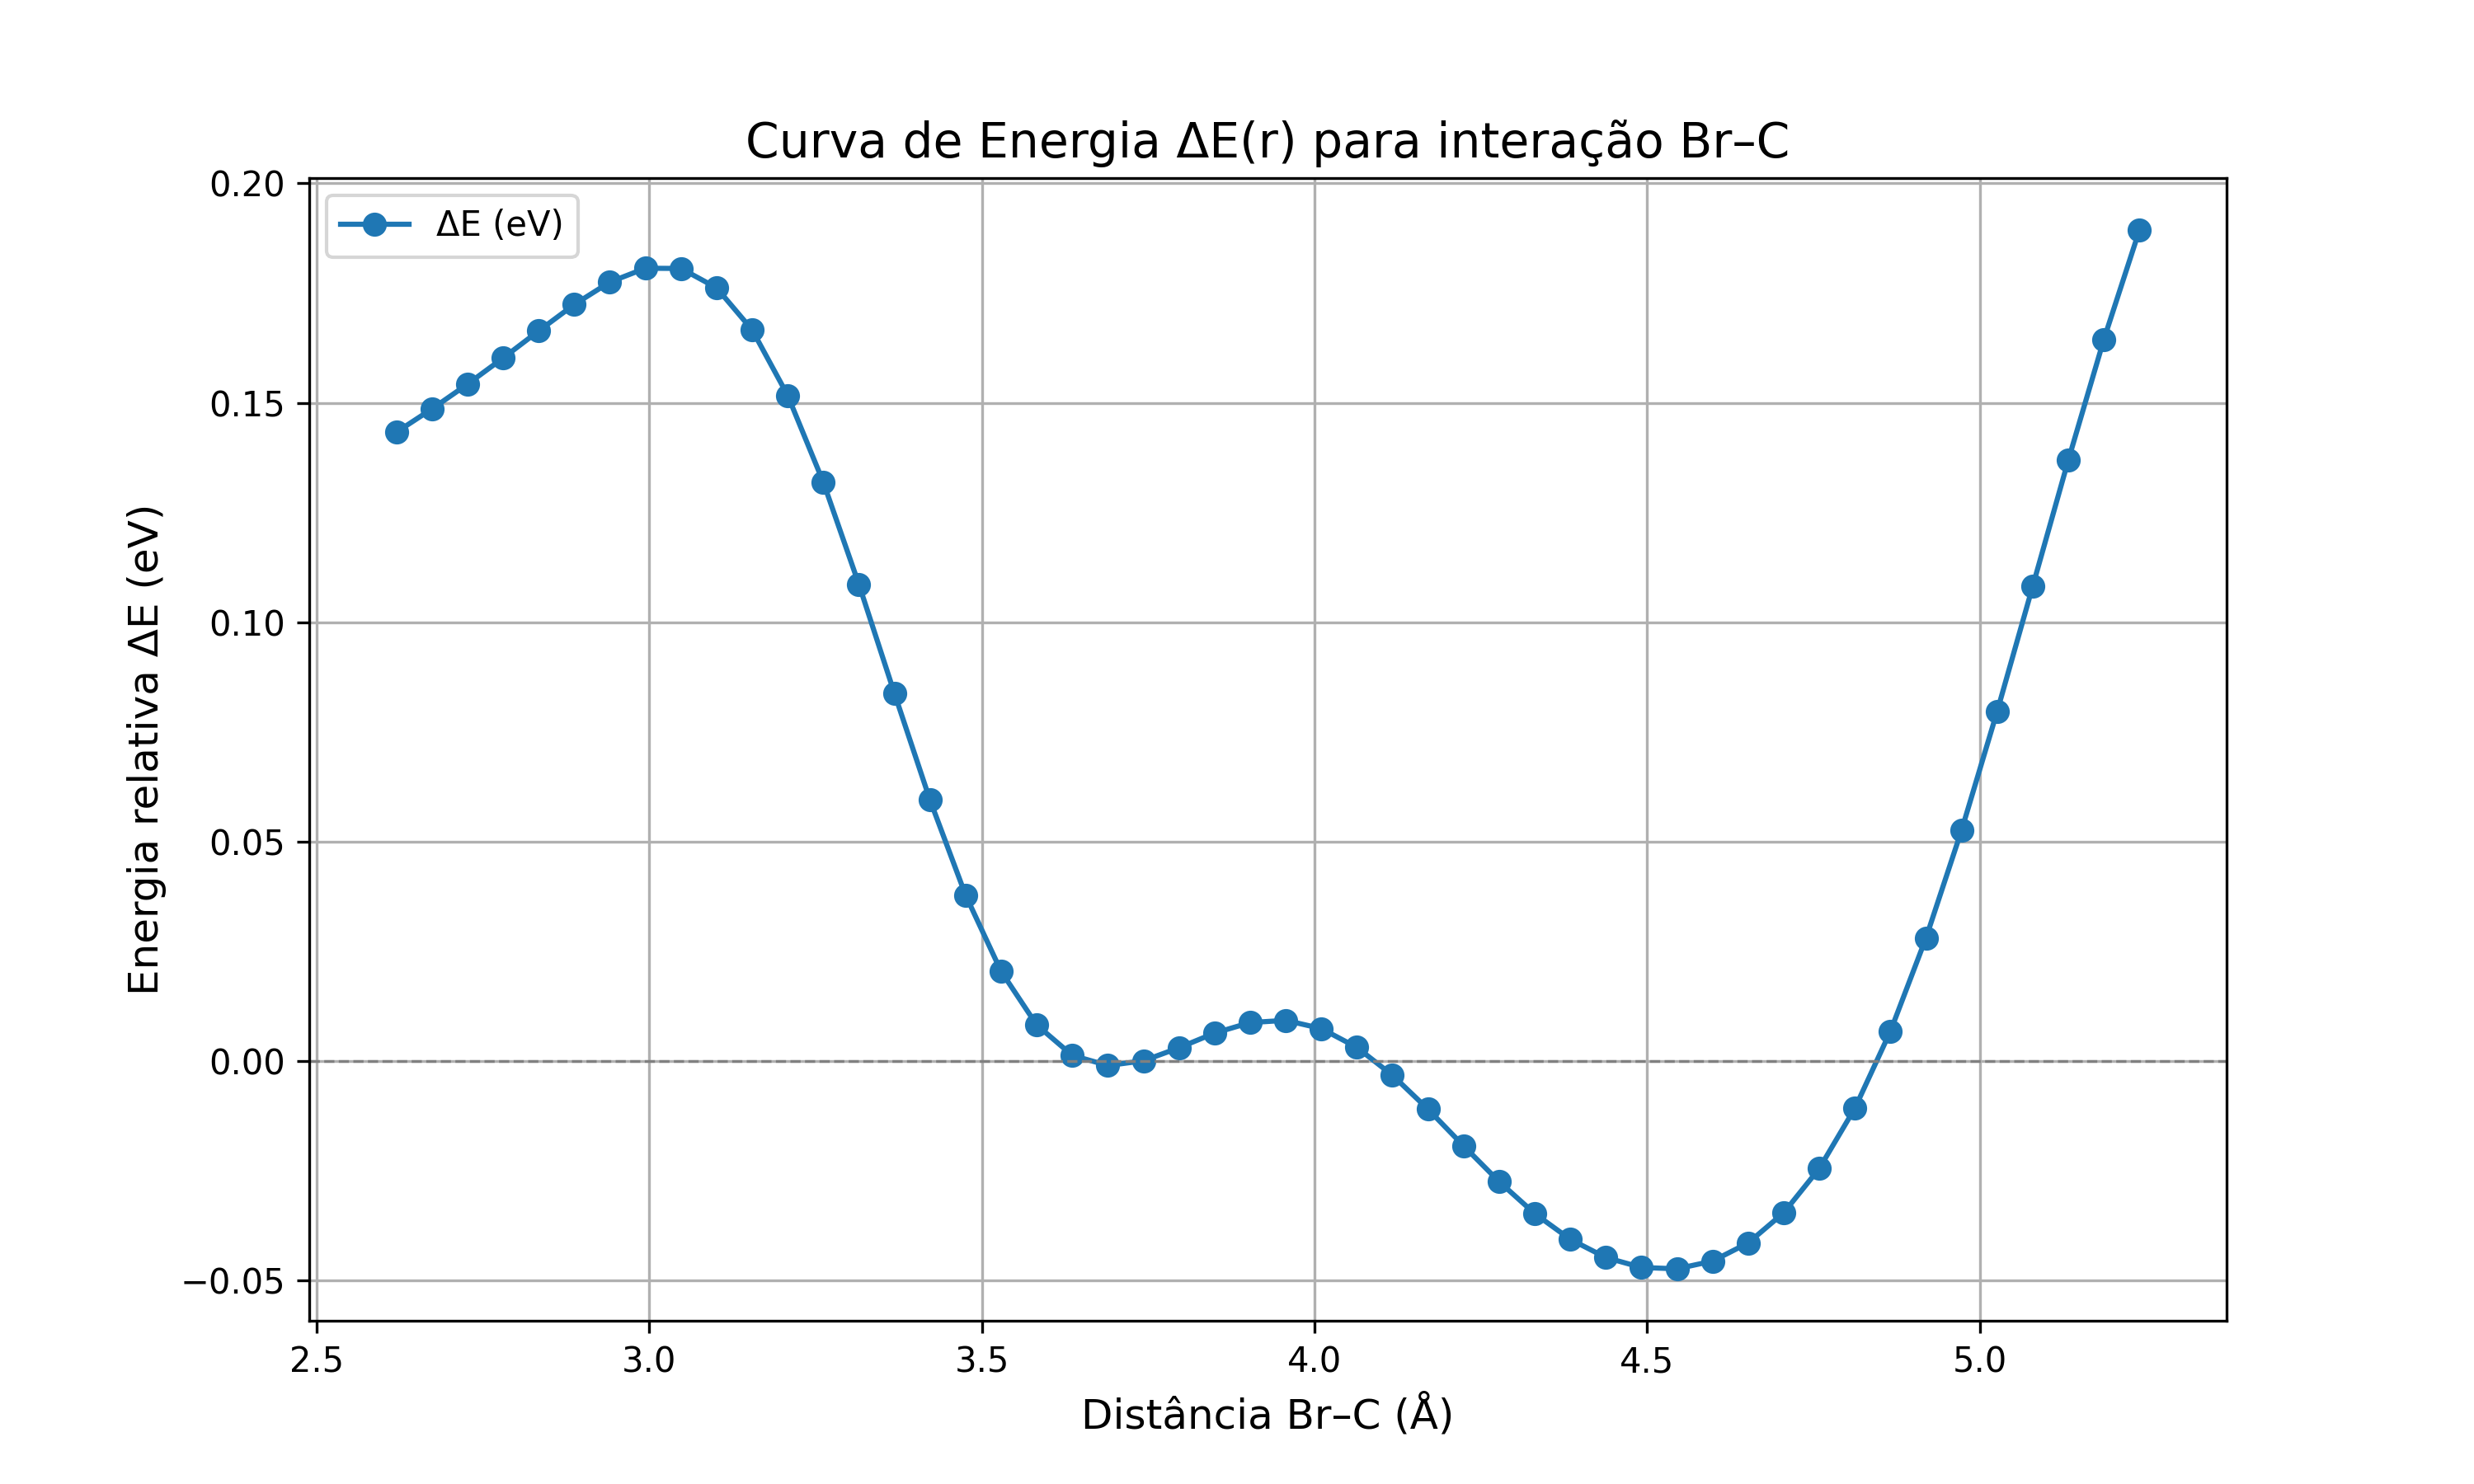 Curva de Energia ΔE(r) para interação Br–C
ΔE (eV)
Energia relativa ΔE (eV)
0.20
0.15
0.10
0.05
0.00
−0.05
2.5 3.0 3.5 4.0 4.5 5.0
Distância Br–C (Å)